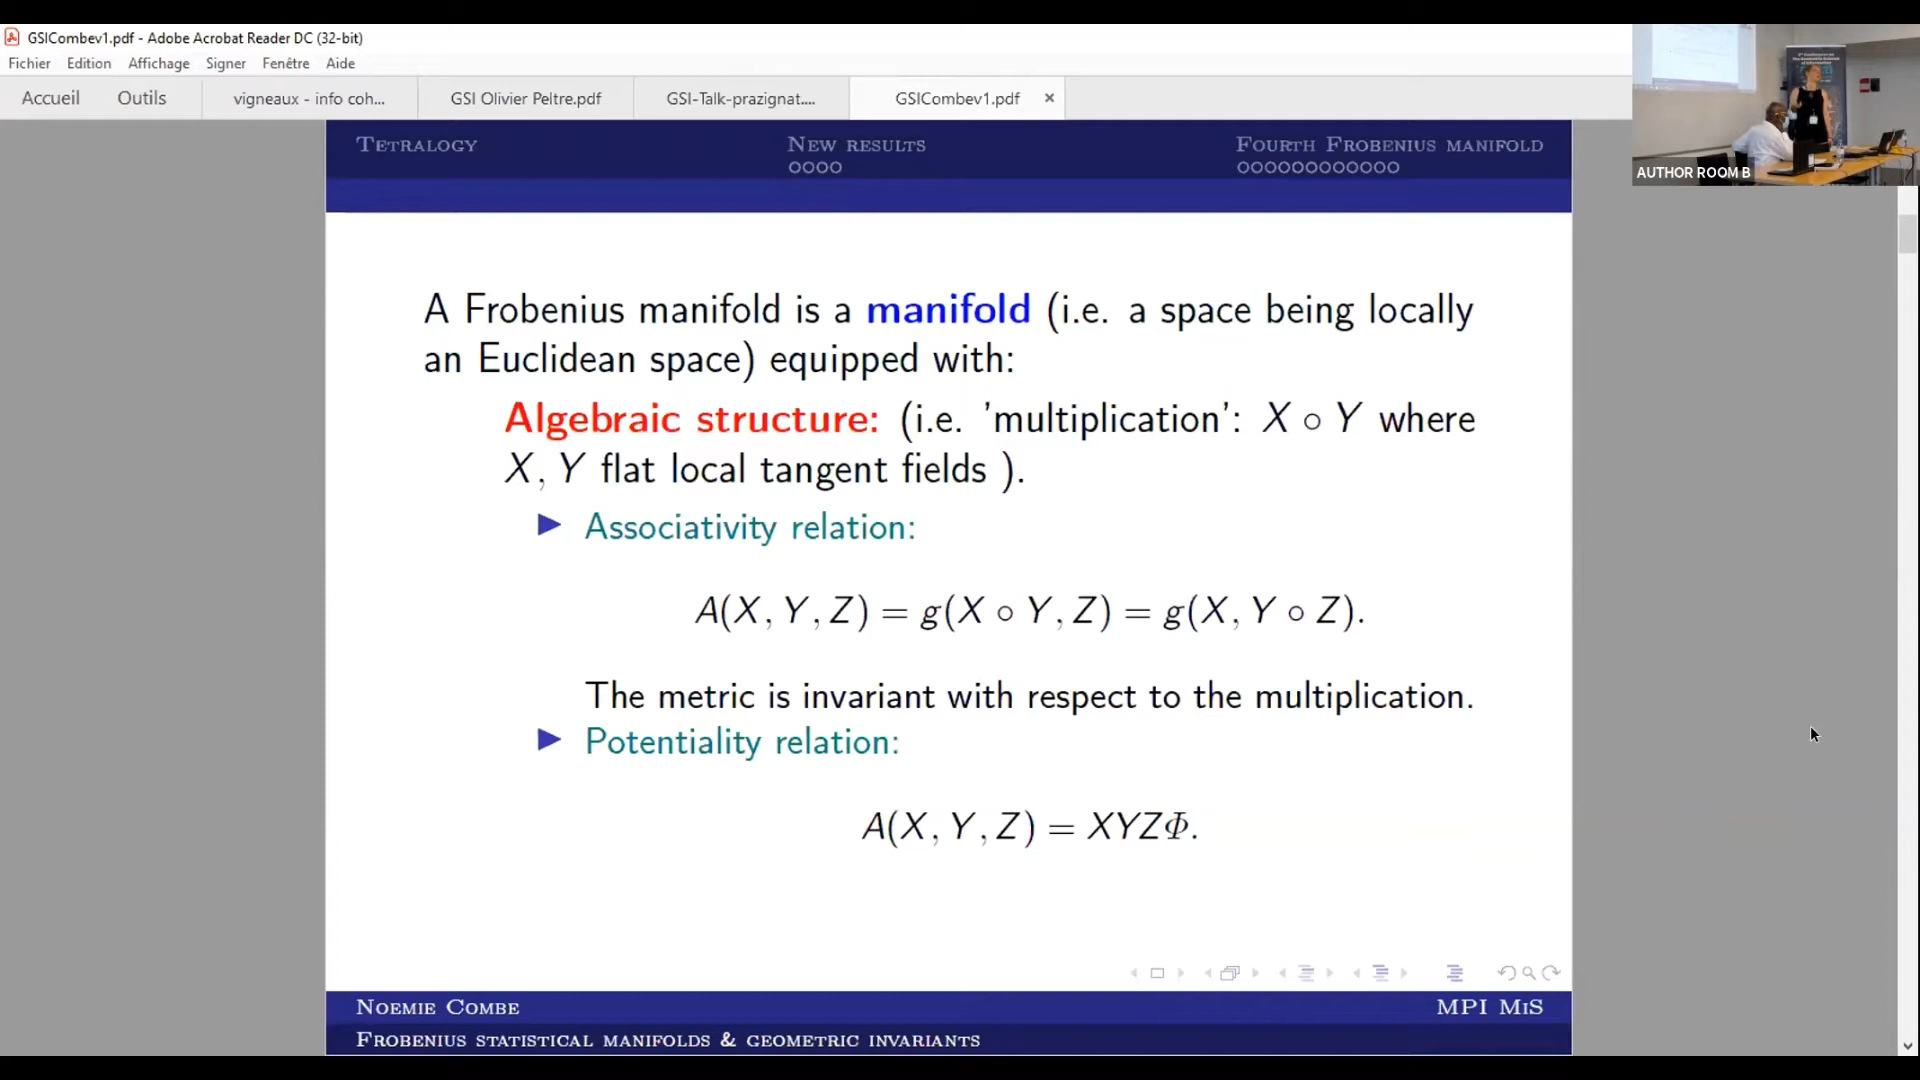 GSICombev1.pdf - Adobe Acrobat Reader DC (32-bit)
Fichier Edition Affichage Signer Fenêtre Aide
Accueil Outils vigneaux - info coh... GSI Olivier Peltre.pdf GSI-Talk-prazignat.... GSICombev1.pdf ×
AUTHOR ROOM B
Tetralogy New results Fourth Frobenius manifold
A Frobenius manifold is a manifold (i.e. a space being locally
an Euclidean space) equipped with:
Algebraic structure: (i.e. 'multiplication': X ∘ Y where
X, Y flat local tangent fields ).
▶ Associativity relation:
A(X, Y, Z) = g(X ∘ Y, Z) = g(X, Y ∘ Z).
The metric is invariant with respect to the multiplication.
▶ Potentiality relation:
A(X, Y, Z) = XYZΦ.
Noemie Combe MPI MiS
Frobenius statistical manifolds & geometric invariants